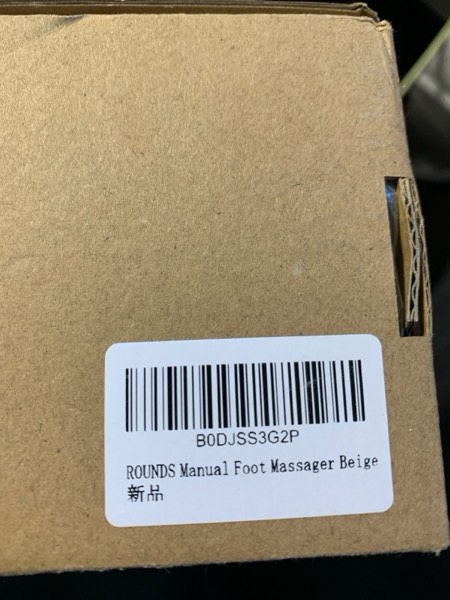 B0DJSS3G2P
ROUNDS Manual Foot Massager Beige
新品